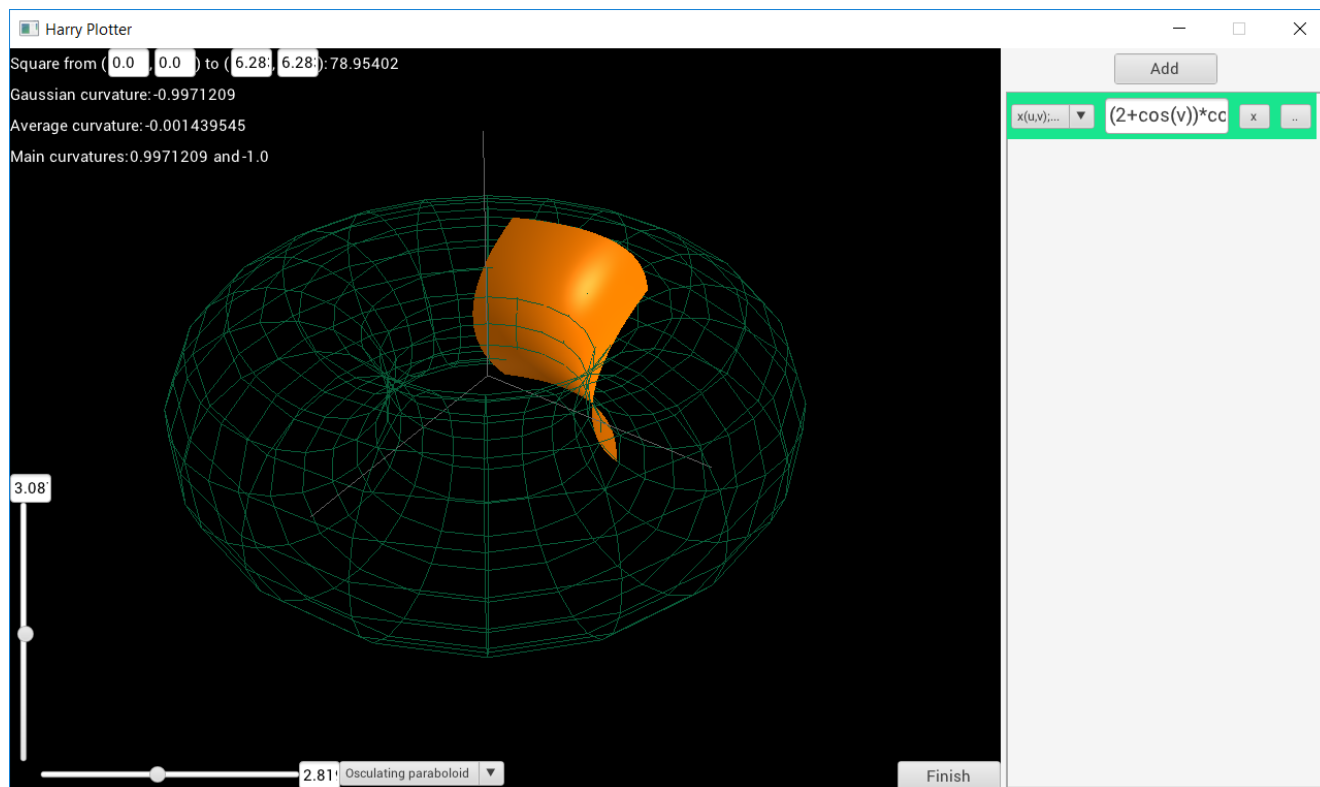 Harry Plotter
Square from ( 0.0 , 0.0 ) to ( 6.28 , 6.28 ): 78.95402
Gaussian curvature: -0.9971209
Average curvature: -0.001439545
Main curvatures: 0.9971209 and -1.0
Add
x(u,v);... (2+cos(v))*cc x ..
3.08
2.81 Osculating paraboloid
Finish